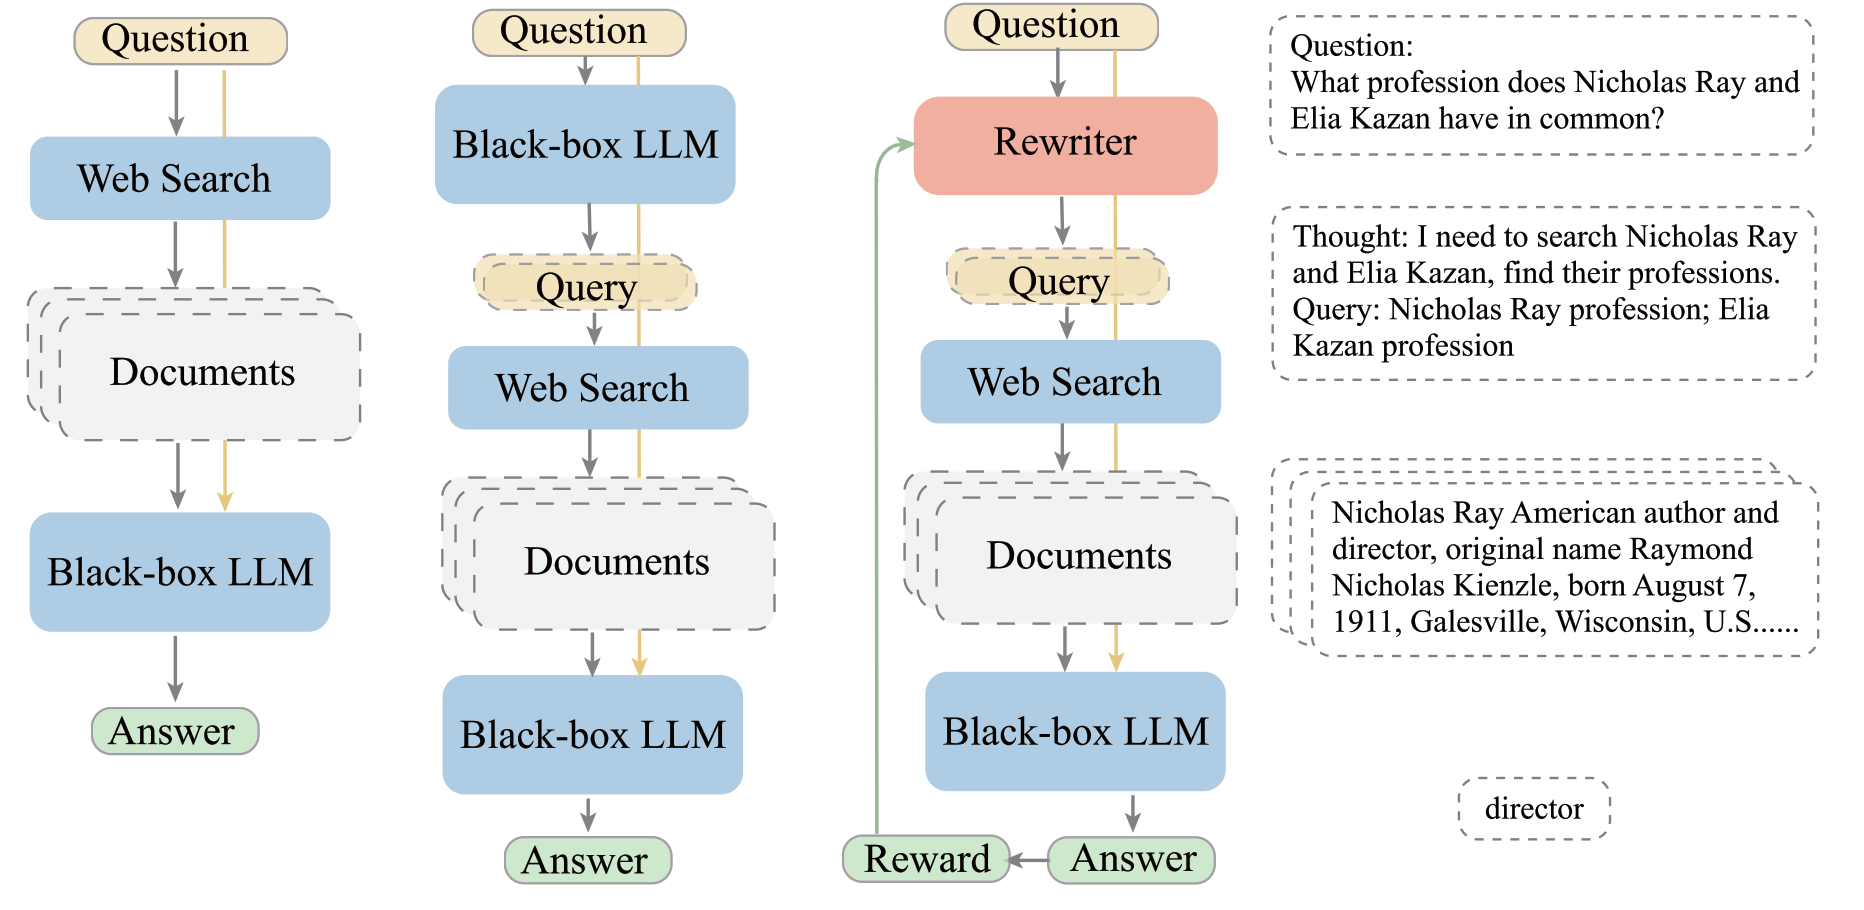 Question
Web Search
Documents
Black-box LLM
Answer
Question
Black-box LLM
Query
Web Search
Documents
Black-box LLM
Answer
Question
Rewriter
Query
Web Search
Documents
Black-box LLM
Reward
Answer
Question:
What profession does Nicholas Ray and
Elia Kazan have in common?
Thought: I need to search Nicholas Ray
and Elia Kazan, find their professions.
Query: Nicholas Ray profession; Elia
Kazan profession
Nicholas Ray American author and
director, original name Raymond
Nicholas Kienzle, born August 7,
1911, Galesville, Wisconsin, U.S......
director